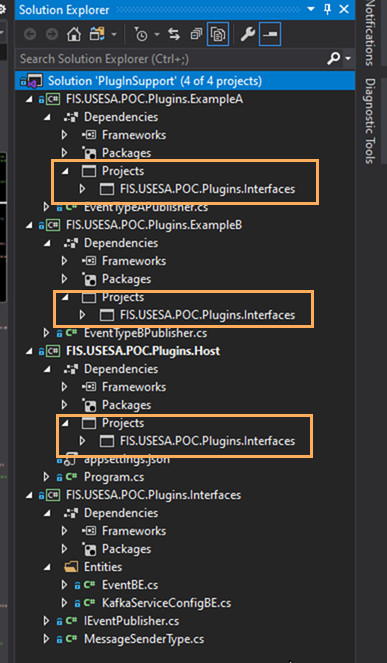 Solution Explorer
Search Solution Explorer (Ctrl+;)
Solution 'PlugInSupport' (4 of 4 projects)
FIS.USESA.POC.Plugins.ExampleA
Dependencies
Frameworks
Packages
Projects
FIS.USESA.POC.Plugins.Interfaces
EventTypeAPublisher.cs
FIS.USESA.POC.Plugins.ExampleB
Dependencies
Frameworks
Packages
Projects
FIS.USESA.POC.Plugins.Interfaces
EventTypeBPublisher.cs
FIS.USESA.POC.Plugins.Host
Dependencies
Frameworks
Packages
Projects
FIS.USESA.POC.Plugins.Interfaces
appsettings.json
C# Program.cs
FIS.USESA.POC.Plugins.Interfaces
Dependencies
Frameworks
Packages
Entities
C# EventBE.cs
C# KafkaServiceConfigBE.cs
C# IEventPublisher.cs
C# MessageSenderType.cs
Notifications
Diagnostic Tools